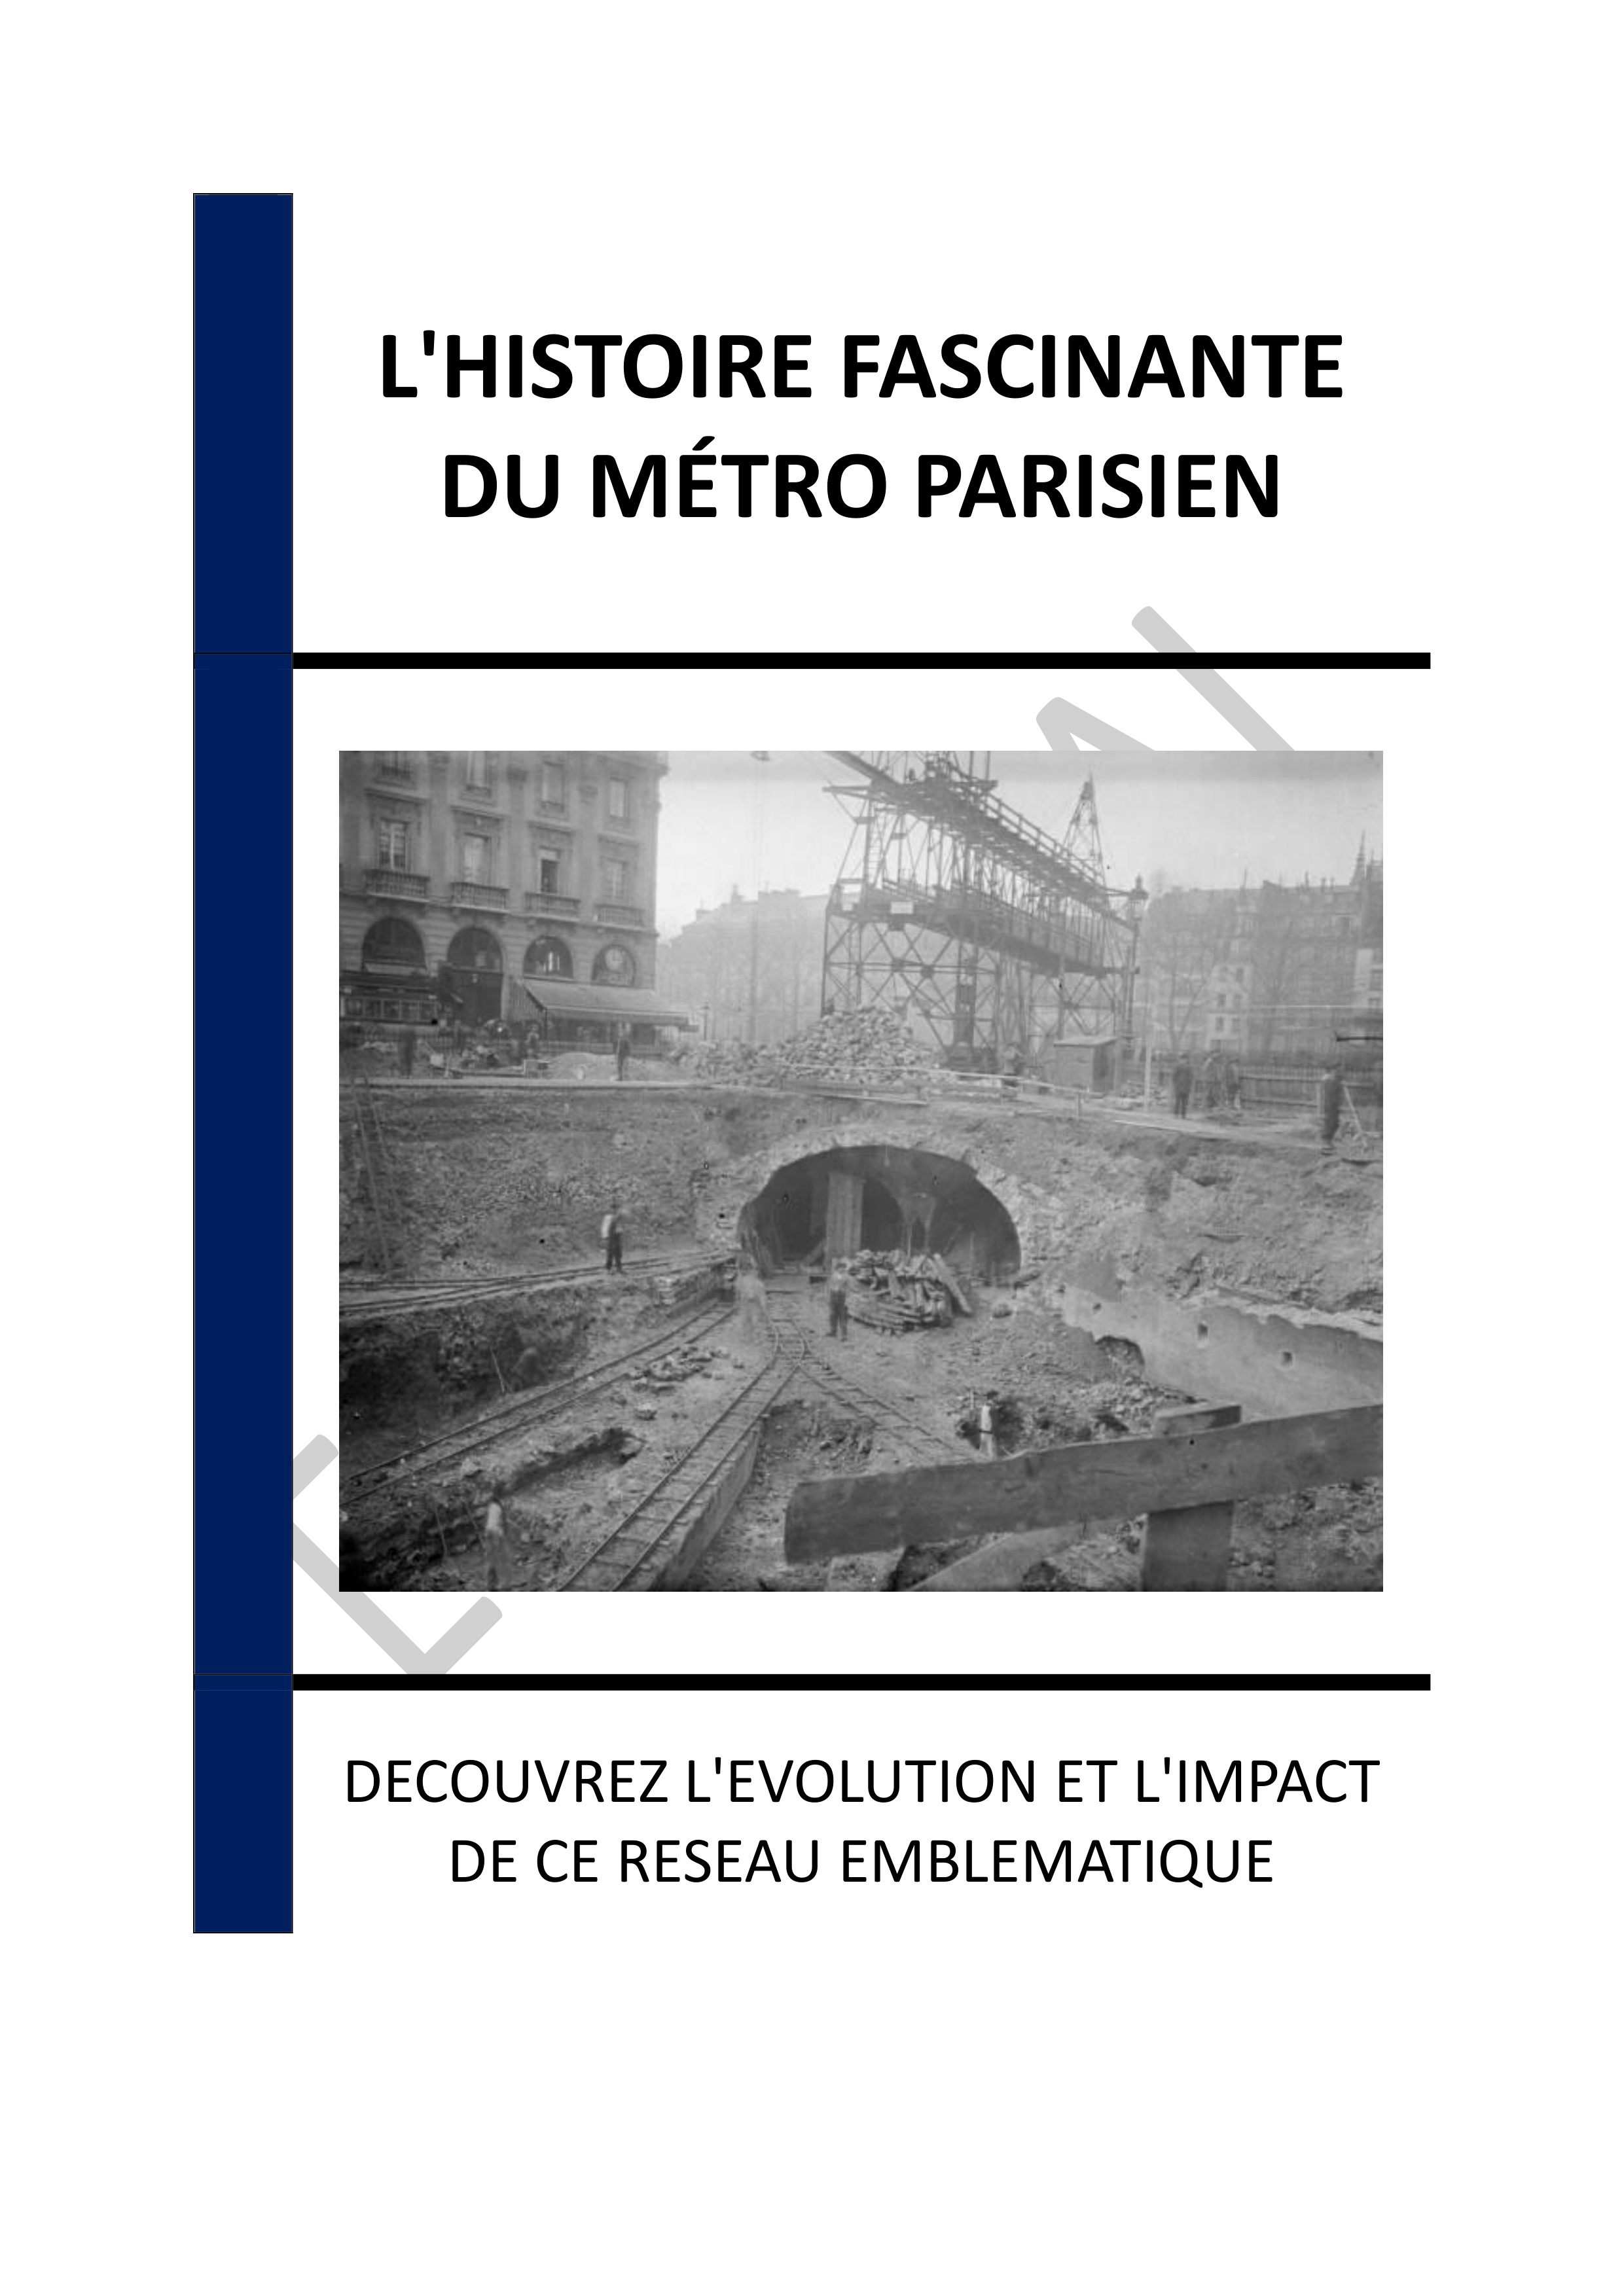 L'HISTOIRE FASCINANTE
DU MÉTRO PARISIEN
DECOUVREZ L'EVOLUTION ET L'IMPACT
DE CE RESEAU EMBLEMATIQUE